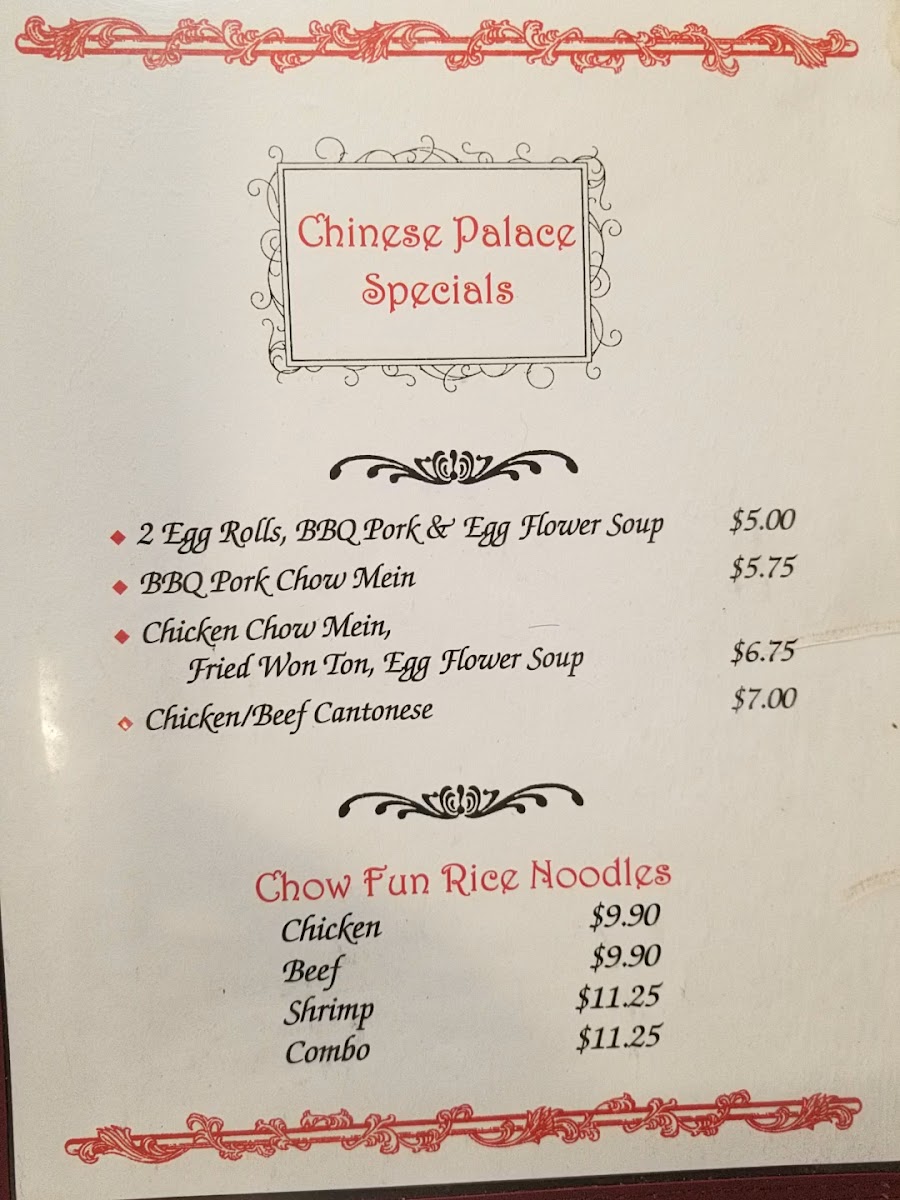 Chinese Palace
Specials
2 Egg Rolls, BBQ Pork & Egg Flower Soup $5.00
BBQ Pork Chow Mein $5.75
Chicken Chow Mein,
Fried Won Ton, Egg Flower Soup $6.75
Chicken/Beef Cantonese $7.00
Chow Fun Rice Noodles
Chicken $9.90
Beef $9.90
Shrimp $11.25
Combo $11.25